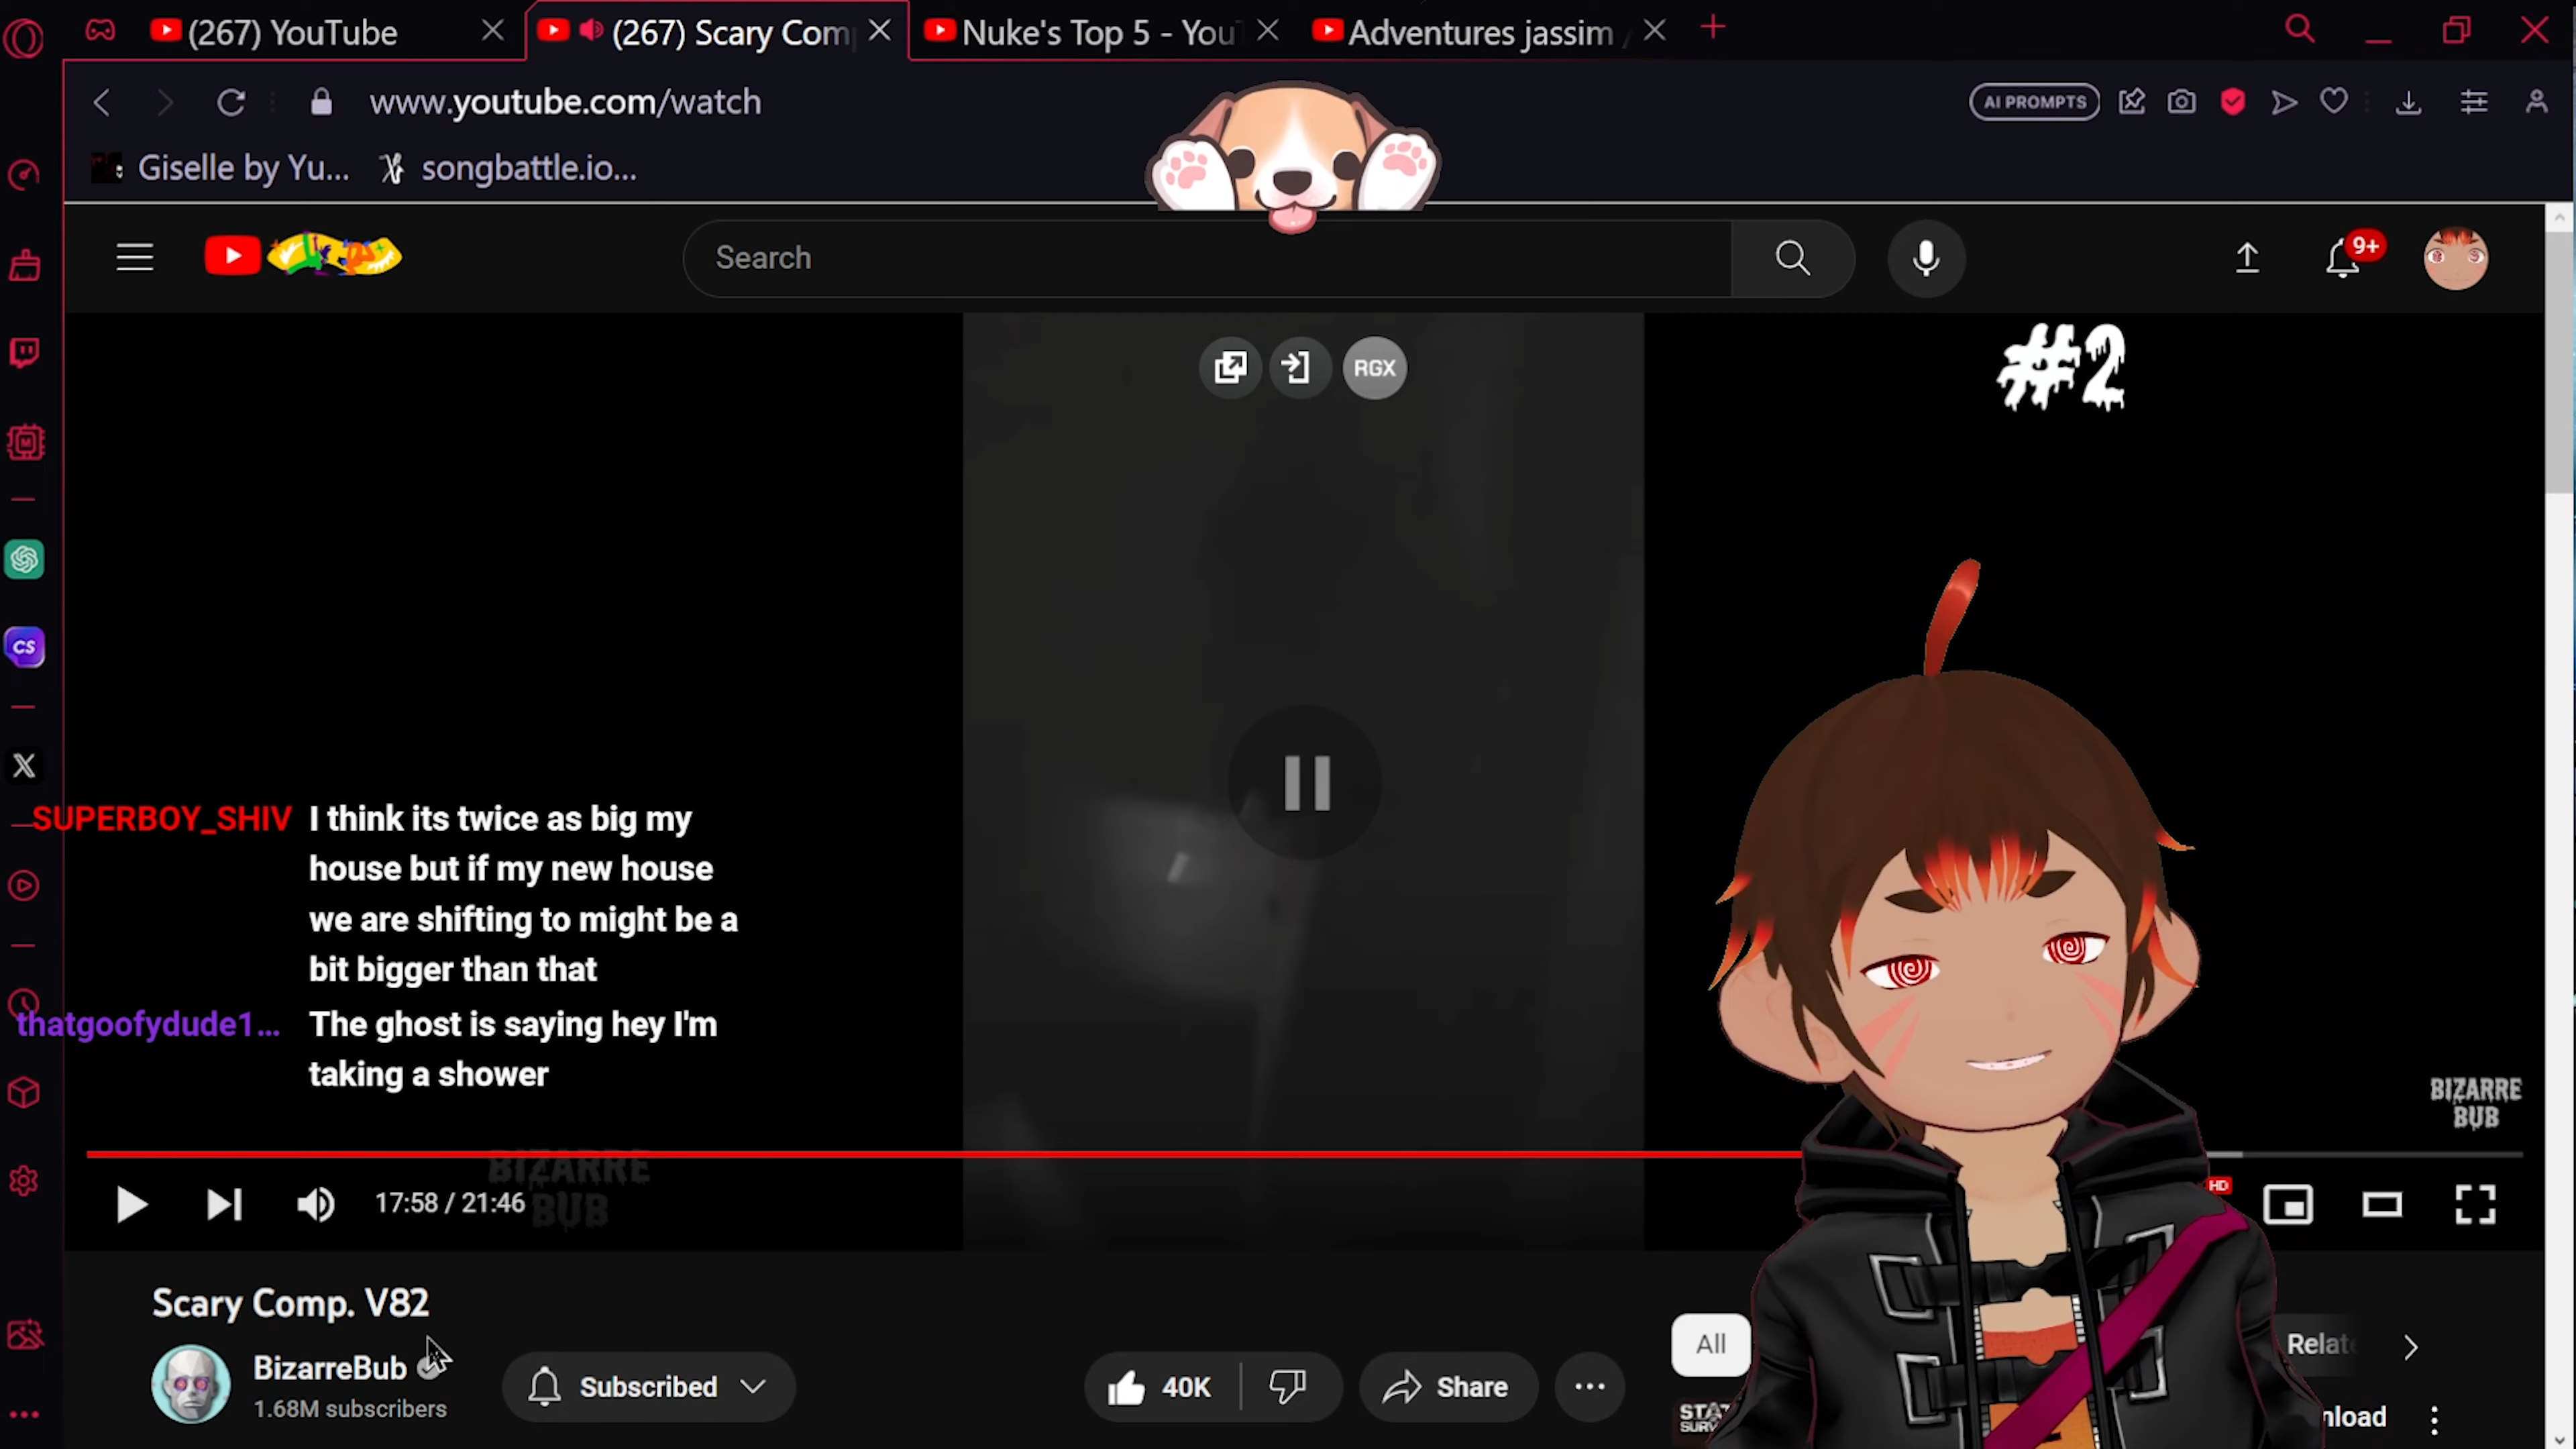 (267) YouTube
(267) Scary Com
Nuke's Top 5 - You
Adventures jassim
www.youtube.com/watch
AI PROMPTS
Giselle by Yu...
songbattle.io...
Search
9+
RGX
#2
CS
SUPERBOY_SHIV I think its twice as big my
house but if my new house
we are shifting to might be a
bit bigger than that
thatgoofydude1... The ghost is saying hey I'm
taking a shower
BIZARRE
BUB
BIZARRE
BUB
17:58 / 21:46
HD
Scary Comp. V82
BizarreBub
1.68M subscribers
Subscribed
40K
Share
All
Relate
nload